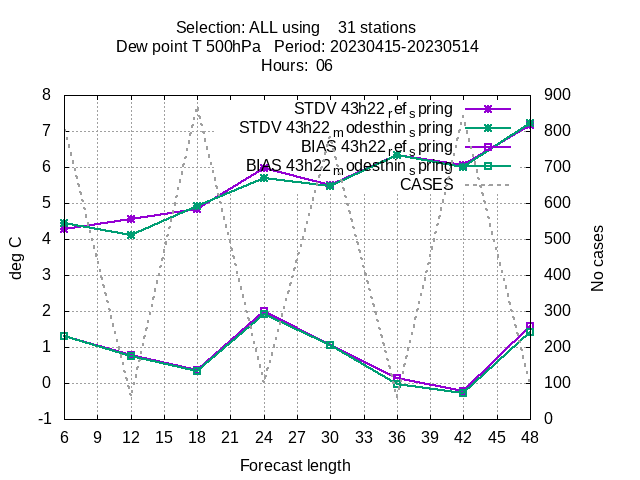 Selection: ALL using    31 stations
Dew point T 500hPa   Period: 20230415-20230514
Hours:  06
STDV 43h22_ref_spring
STDV 43h22_modesthin_spring
BIAS 43h22_ref_spring
BIAS 43h22_modesthin_spring
CASES
8
7
6
5
4
3
2
1
0
-1
deg C
900
800
700
600
500
400
300
200
100
0
No cases
6 9 12 15 18 21 24 27 30 33 36 39 42 45 48
Forecast length